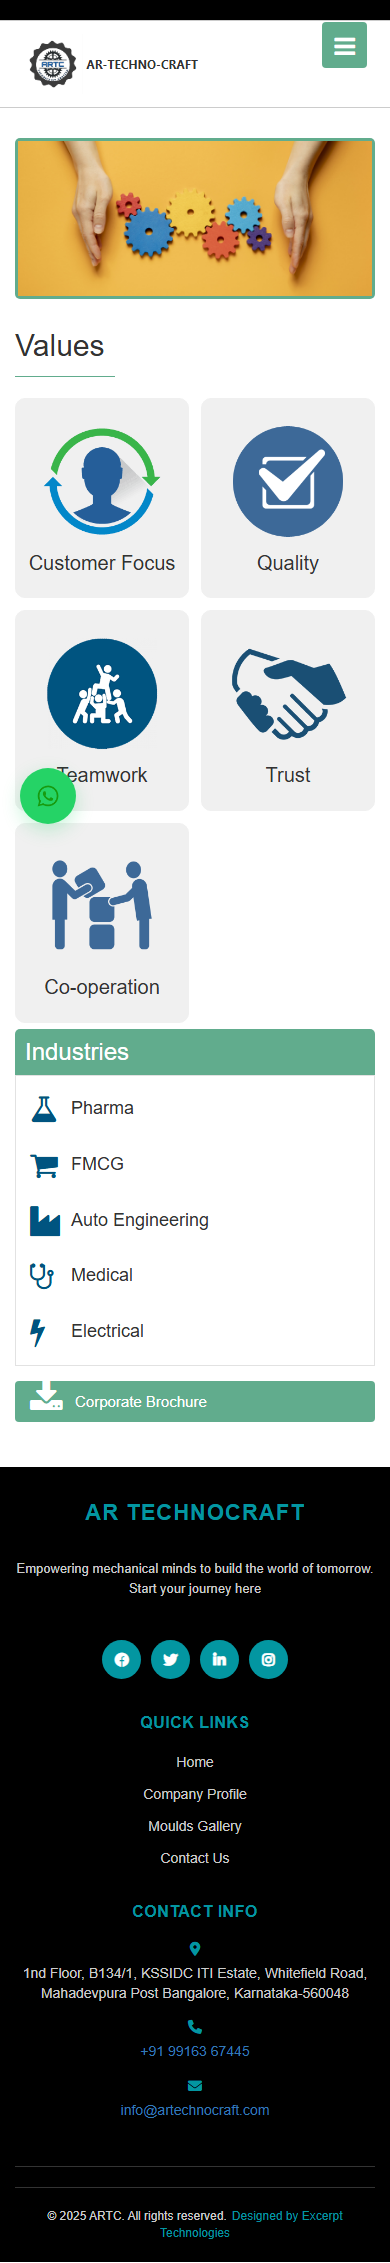 ARTC
AR-TECHNO-CRAFT
Values
Customer Focus
Quality
Teamwork
Trust
Co-operation
Industries
Pharma
FMCG
Auto Engineering
Medical
Electrical
Corporate Brochure
AR TECHNOCRAFT
Empowering mechanical minds to build the world of tomorrow.
Start your journey here
QUICK LINKS
Home
Company Profile
Moulds Gallery
Contact Us
CONTACT INFO
1nd Floor, B134/1, KSSIDC ITI Estate, Whitefield Road,
Mahadevpura Post Bangalore, Karnataka-560048
+91 99163 67445
info@artechnocraft.com
© 2025 ARTC. All rights reserved. Designed by Excerpt
Technologies